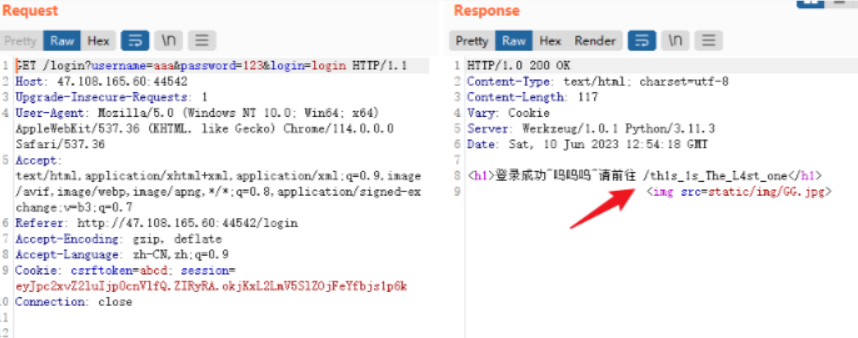 Request
Response
Pretty Raw Hex \n
Pretty Raw Hex Render \n
1 GET /login?username=aaa&password=123&login=login HTTP/1.1
2 Host: 47.108.165.60:44542
3 Upgrade-Insecure-Requests: 1
4 User-Agent: Mozilla/5.0 (Windows NT 10.0; Win64; x64)
AppleWebKit/537.36 (KHTML, like Gecko) Chrome/114.0.0.0
Safari/537.36
5 Accept:
text/html,application/xhtml+xml,application/xml;q=0.9,image
/avif,image/webp,image/apng,*/*;q=0.8,application/signed-ex
change;v=b3;q=0.7
6 Referer: http://47.108.165.60:44542/login
7 Accept-Encoding: gzip, deflate
8 Accept-Language: zh-CN,zh;q=0.9
9 Cookie: csrftoken=abcd; session=
eyJpc2xvZ2luIjp0cnVlfQ.ZIRyRA.okjKxL2LmV5SlZOjFeYfbjs1p6k
10 Connection: close
11
12
1 HTTP/1.0 200 OK
2 Content-Type: text/html; charset=utf-8
3 Content-Length: 117
4 Vary: Cookie
5 Server: Werkzeug/1.0.1 Python/3.11.3
6 Date: Sat, 10 Jun 2023 12:54:18 GMT
7
8 <h1>登录成功~呜呜呜~请前往 /th1s_1s_The_L4st_one</h1>
9 <img src=static/img/GG.jpg>